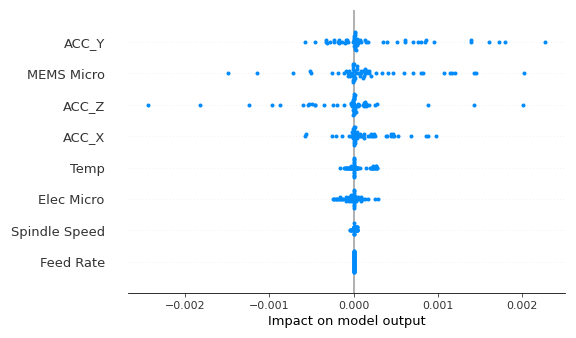 ACC_Y
MEMS Micro
ACC_Z
ACC_X
Temp
Elec Micro
Spindle Speed
Feed Rate
−0.002 −0.001 0.000 0.001 0.002
Impact on model output